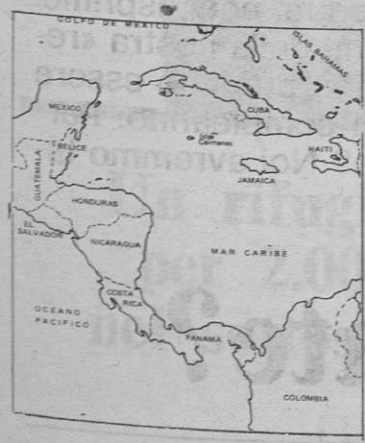 GOLFO DE MEXICO
ISLAS BAHAMAS
MEXICO
CUBA
BELICE
Islas
Caimanes
HAITI
GUATEMALA
JAMAICA
HONDURAS
EL
SALVADOR
NICARAGUA
MAR CARIBE
COSTA
RICA
OCEANO
PACIFICO
PANAMA
COLOMBIA